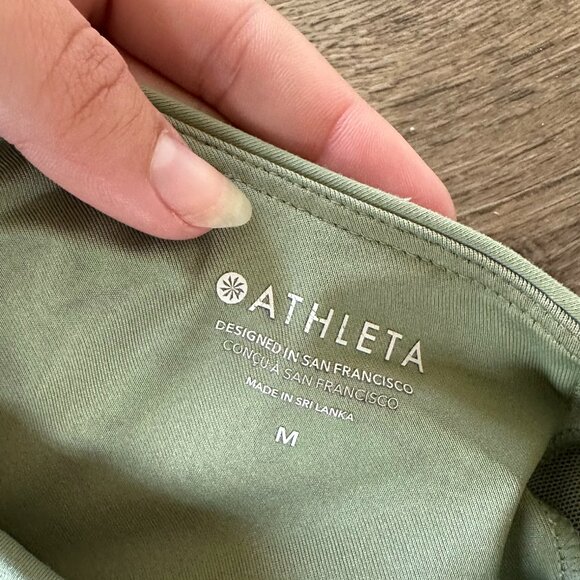 ATHLETA
DESIGNED IN SAN FRANCISCO
CONÇU À SAN FRANCISCO
MADE IN SRI LANKA
M